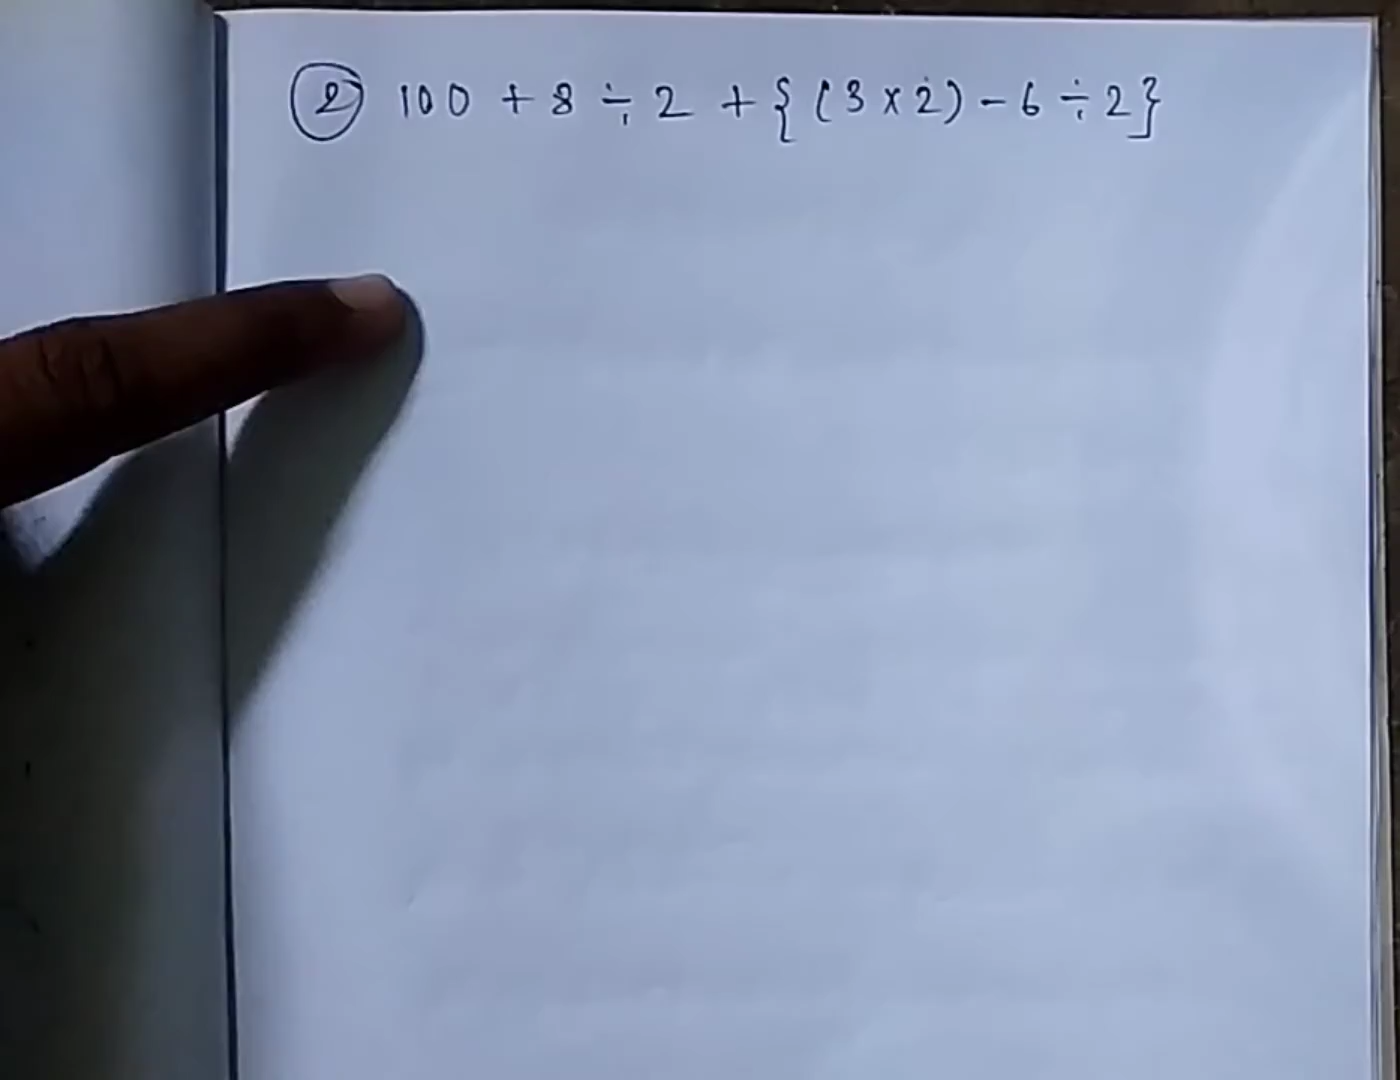 ② 100 + 8 ÷ 2 + { (3 × 2) - 6 ÷ 2}